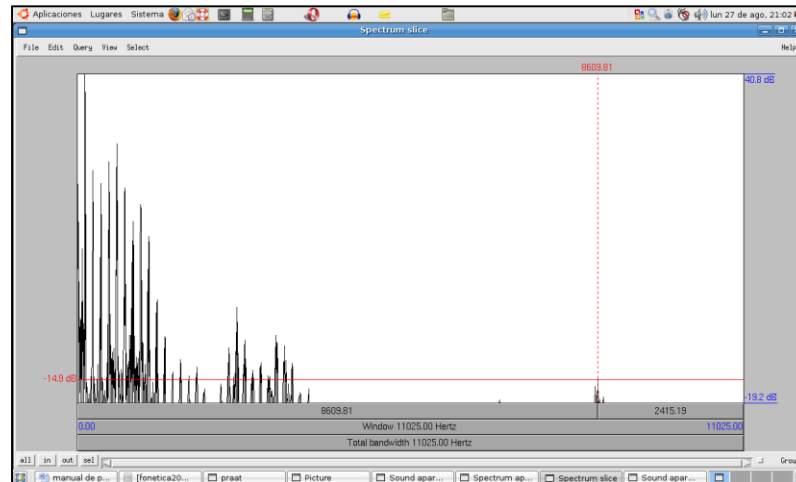 Aplicaciones Lugares Sistema lun 27 de ago, 21:02
Spectrum slice
File Edit Query View Select Help
8609.81
40.8 dB
-14.9 dB
-19.2 dB
8609.81 2415.19
0.00 Window 11025.00 Hertz 11025.00
Total bandwidth 11025.00 Hertz
all in out sel Grou
manual de p... [fonetica20... praat Picture Sound apar... Spectrum ap... Spectrum slice Sound apar...